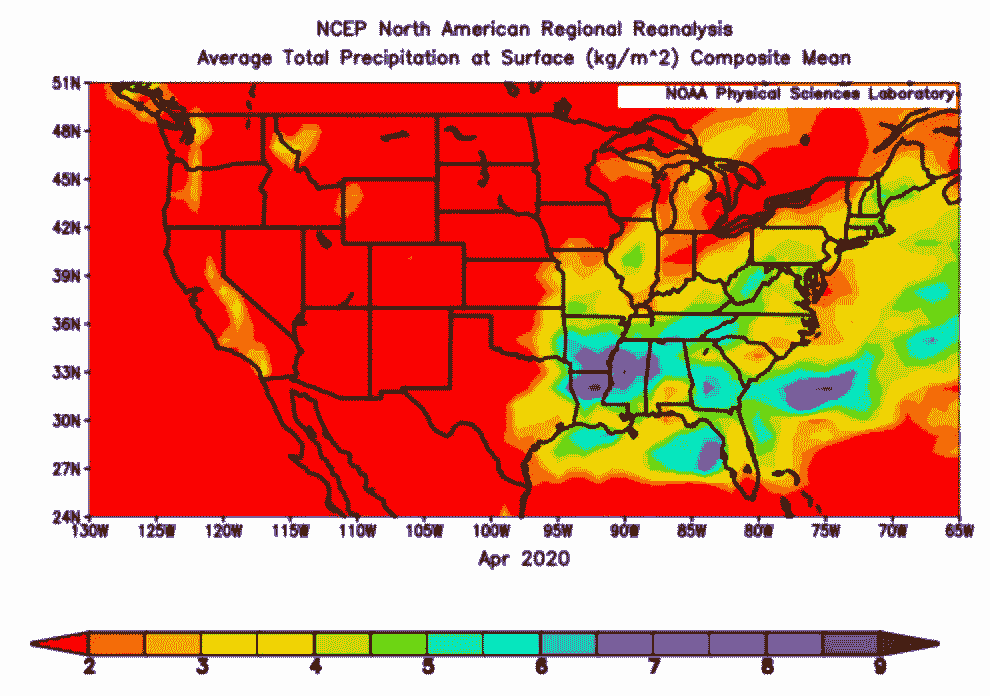 NCEP North American Regional Reanalysis
Average Total Precipitation at Surface (kg/m^2) Composite Mean
NOAA Physical Sciences Laboratory
51N
48N
45N
42N
39N
36N
33N
30N
27N
24N
130W 125W 120W 115W 110W 105W 100W 95W 90W 85W 80W 75W 70W 65W
Apr 2020
2 3 4 5 6 7 8 9